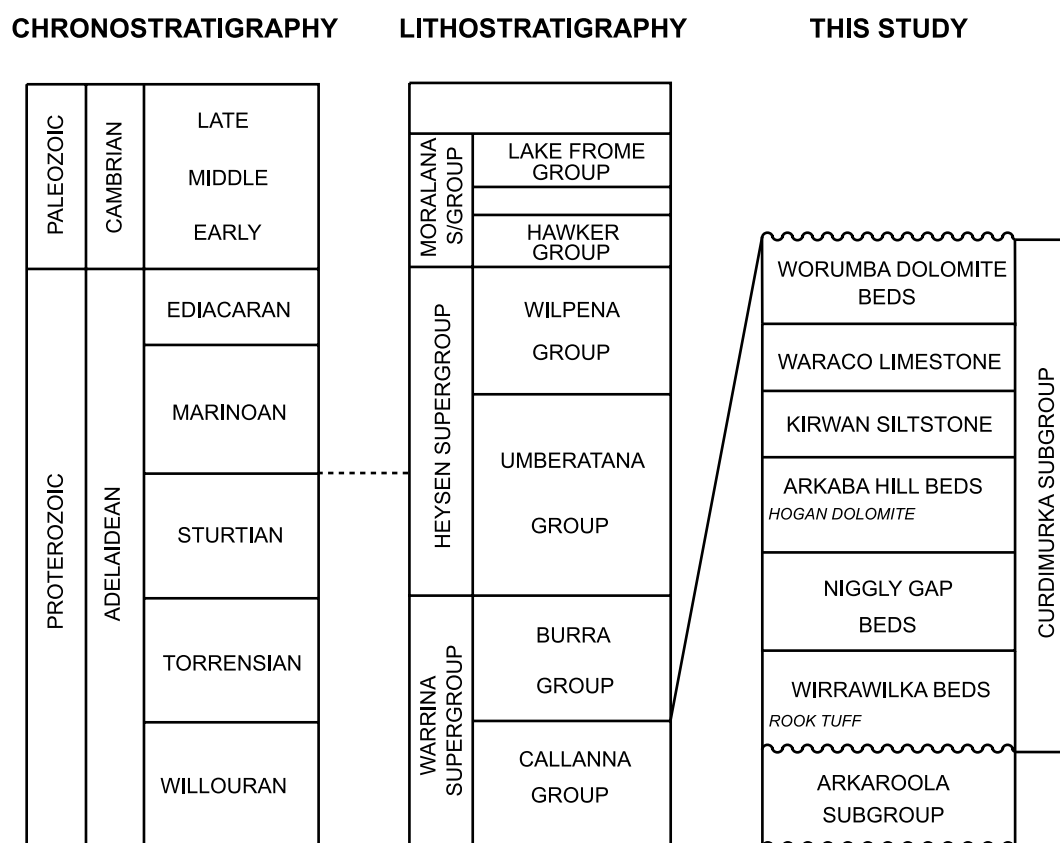 CHRONOSTRATIGRAPHY
PALEOZOIC
CAMBRIAN
LATE
MIDDLE
EARLY
PROTEROZOIC
ADELAIDEAN
EDIACARAN
MARINOAN
STURTIAN
TORRENSIAN
WILLOURAN
LITHOSTRATIGRAPHY
MORALANA
S/GROUP
LAKE FROME
GROUP
HAWKER
GROUP
HEYSEN SUPERGROUP
WILPENA
GROUP
UMBERATANA
GROUP
WARRINA
SUPERGROUP
BURRA
GROUP
CALLANNA
GROUP
THIS STUDY
WORUMBA DOLOMITE
BEDS
WARACO LIMESTONE
KIRWAN SILTSTONE
ARKABA HILL BEDS
HOGAN DOLOMITE
NIGGLY GAP
BEDS
WIRRAWILKA BEDS
ROOK TUFF
ARKAROOLA
SUBGROUP
CURDIMURKA SUBGROUP